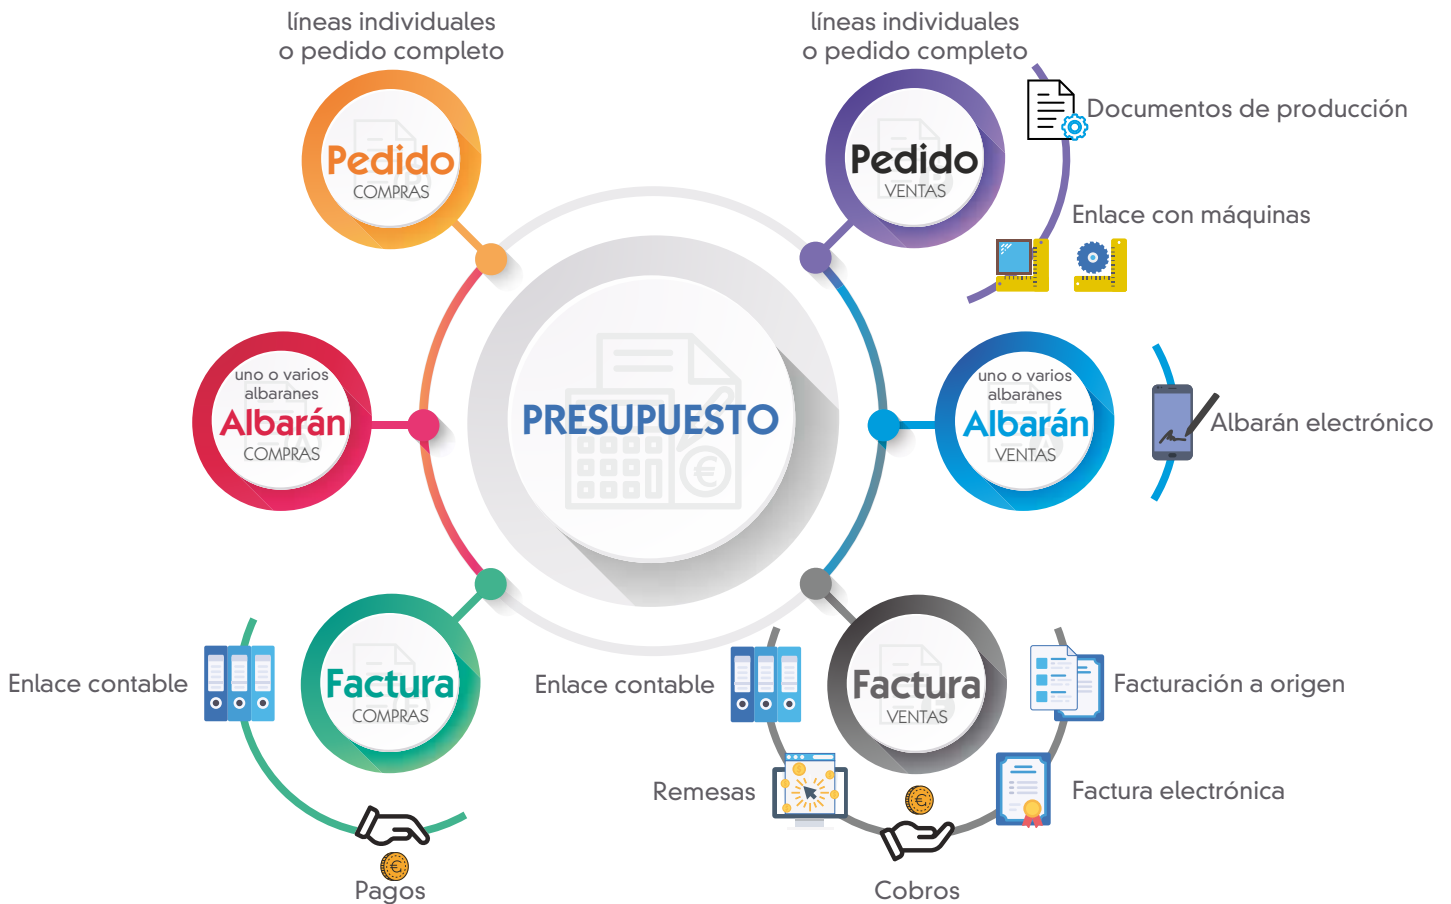 líneas individuales
o pedido completo
líneas individuales
o pedido completo
Pedido
COMPRAS
Pedido
VENTAS
Documentos de producción
Enlace con máquinas
uno o varios
albaranes
Albarán
COMPRAS
PRESUPUESTO
uno o varios
albaranes
Albarán
VENTAS
Albarán electrónico
Enlace contable
Factura
COMPRAS
Pagos
Enlace contable
Factura
VENTAS
Facturación a origen
Remesas
Factura electrónica
Cobros